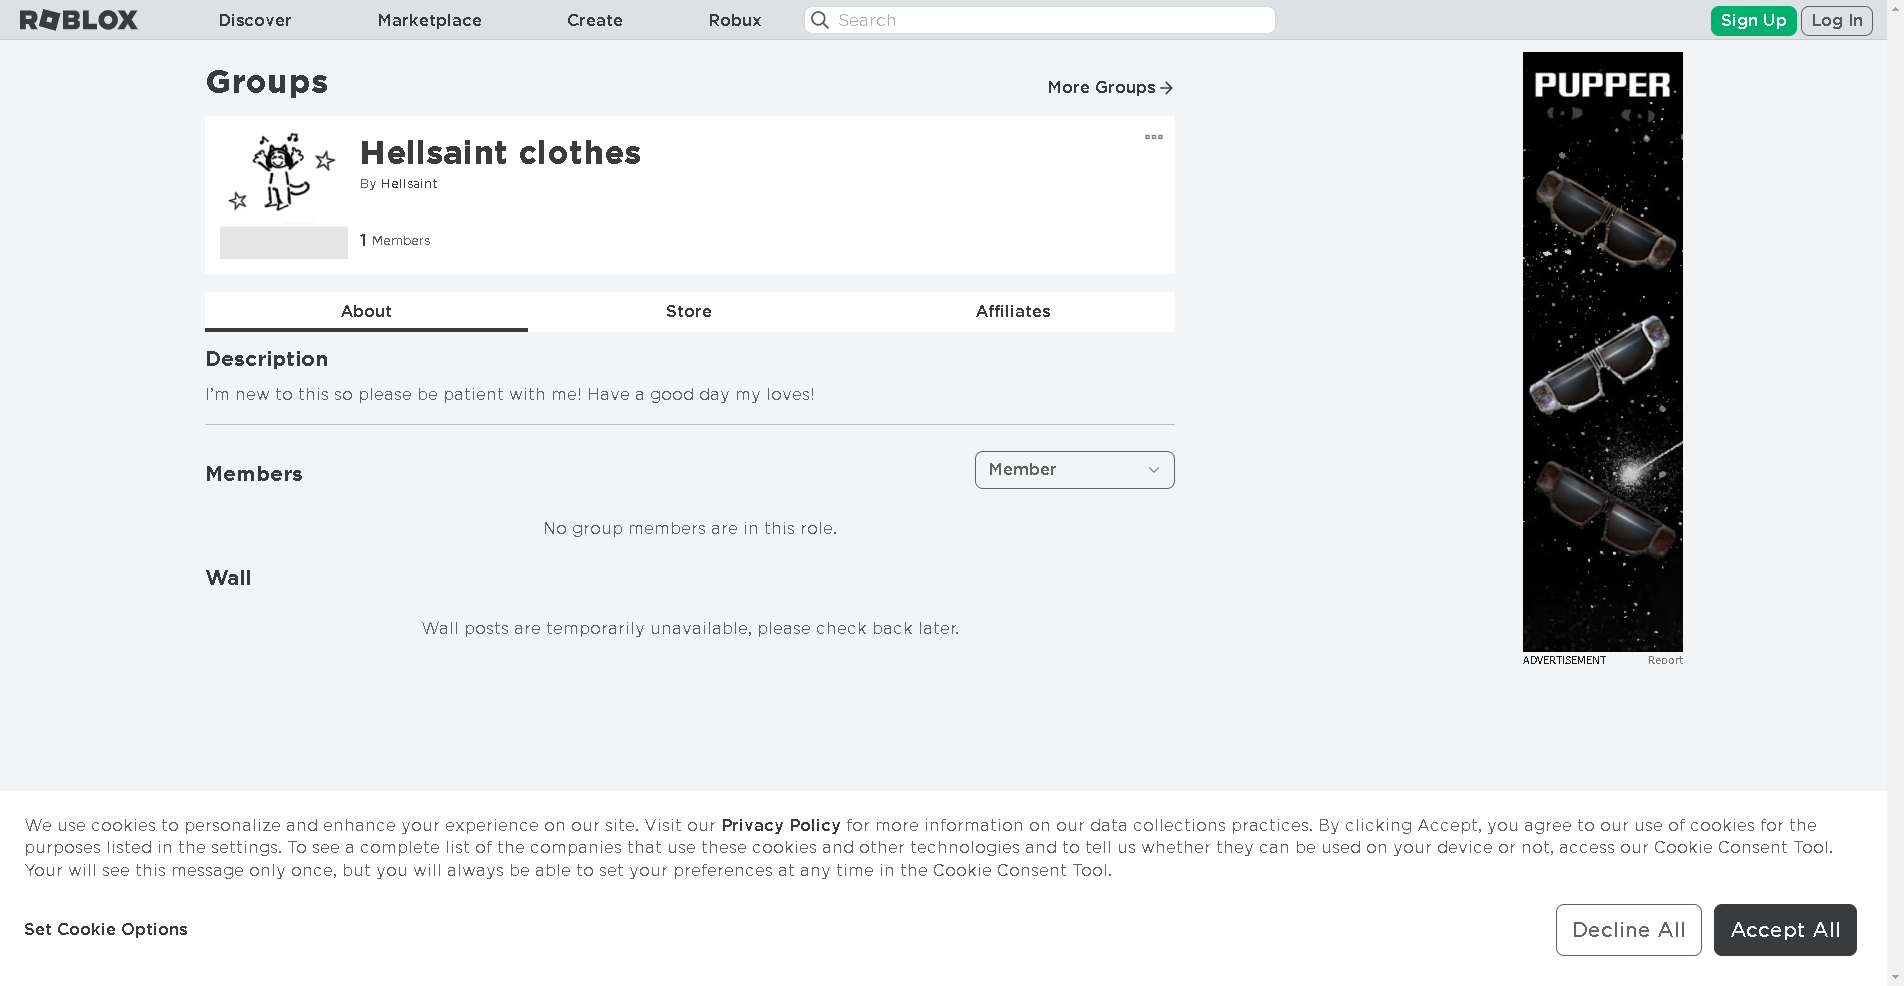 ROBLOX
Discover
Marketplace
Create
Robux
Search
Sign Up
Log In
Groups
More Groups
Hellsaint clothes
By Hellsaint
1 Members
About
Store
Affiliates
Description
I'm new to this so please be patient with me! Have a good day my loves!
Members
Member
No group members are in this role.
Wall
Wall posts are temporarily unavailable, please check back later.
PUPPER
ADVERTISEMENT
Report
We use cookies to personalize and enhance your experience on our site. Visit our Privacy Policy for more information on our data collections practices. By clicking Accept, you agree to our use of cookies for the
purposes listed in the settings. To see a complete list of the companies that use these cookies and other technologies and to tell us whether they can be used on your device or not, access our Cookie Consent Tool.
Your will see this message only once, but you will always be able to set your preferences at any time in the Cookie Consent Tool.
Set Cookie Options
Decline All
Accept All